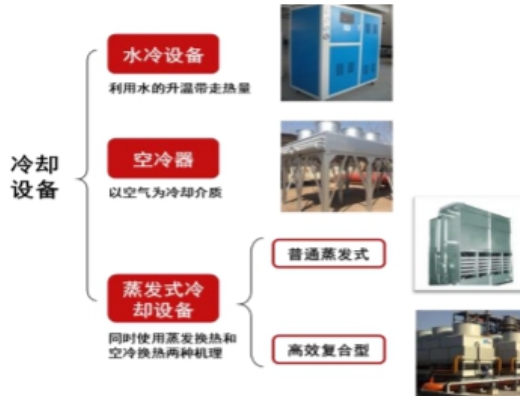 水冷设备
利用水的升温带走热量
冷却
设备
空冷器
以空气为冷却介质
普通蒸发式
蒸发式冷
却设备
同时使用蒸发换热和
空冷换热两种机理
高效复合型